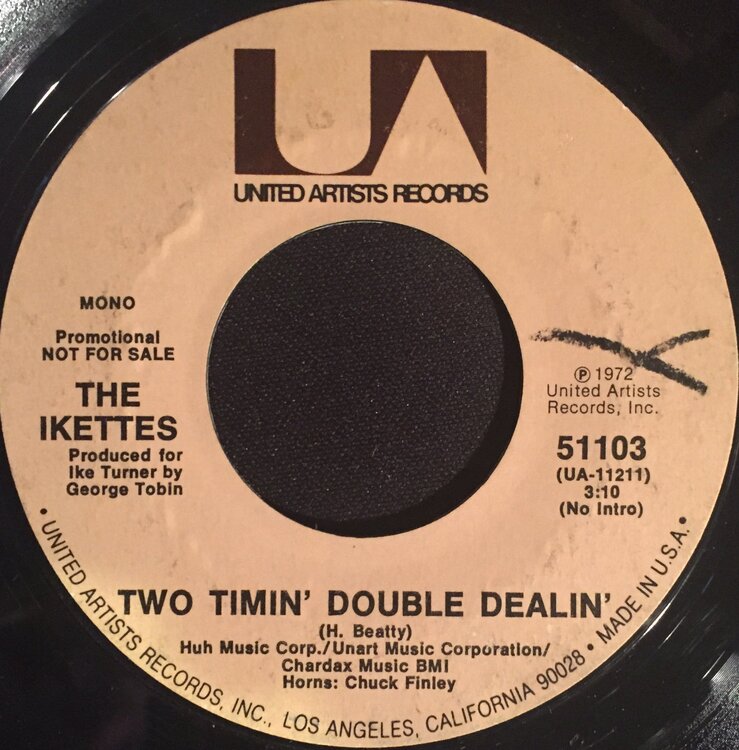 UA
UNITED ARTISTS RECORDS
MONO
Promotional
NOT FOR SALE
THE
IKETTES
Produced for
Ike Turner by
George Tobin
Ⓟ 1972
United Artists
Records, Inc.
51103
(UA-11211)
3:10
(No Intro)
TWO TIMIN' DOUBLE DEALIN'
(H. Beatty)
Huh Music Corp./Unart Music Corporation/
Chardax Music BMI
Horns: Chuck Finley
• UNITED ARTISTS RECORDS, INC., LOS ANGELES, CALIFORNIA 90028 • MADE IN U.S.A. •